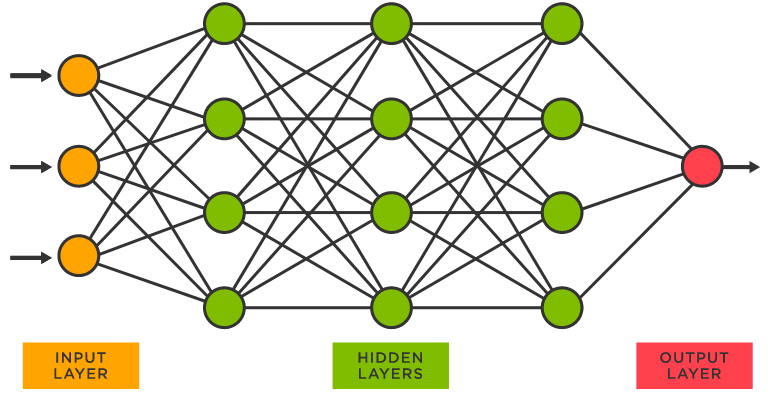 INPUT
LAYER
HIDDEN
LAYERS
OUTPUT
LAYER